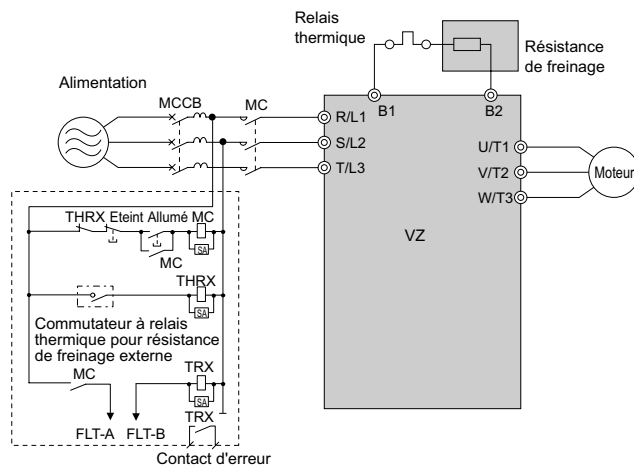 Relais
thermique
Résistance
de freinage
Alimentation
MCCB
MC
B1
B2
R/L1
S/L2
T/L3
U/T1
V/T2
W/T3
Moteur
VZ
THRX Eteint Allumé MC
SA
MC
THRX
SA
Commutateur à relais
thermique pour résistance
de freinage externe
MC
TRX
SA
TRX
FLT-A
FLT-B
Contact d'erreur